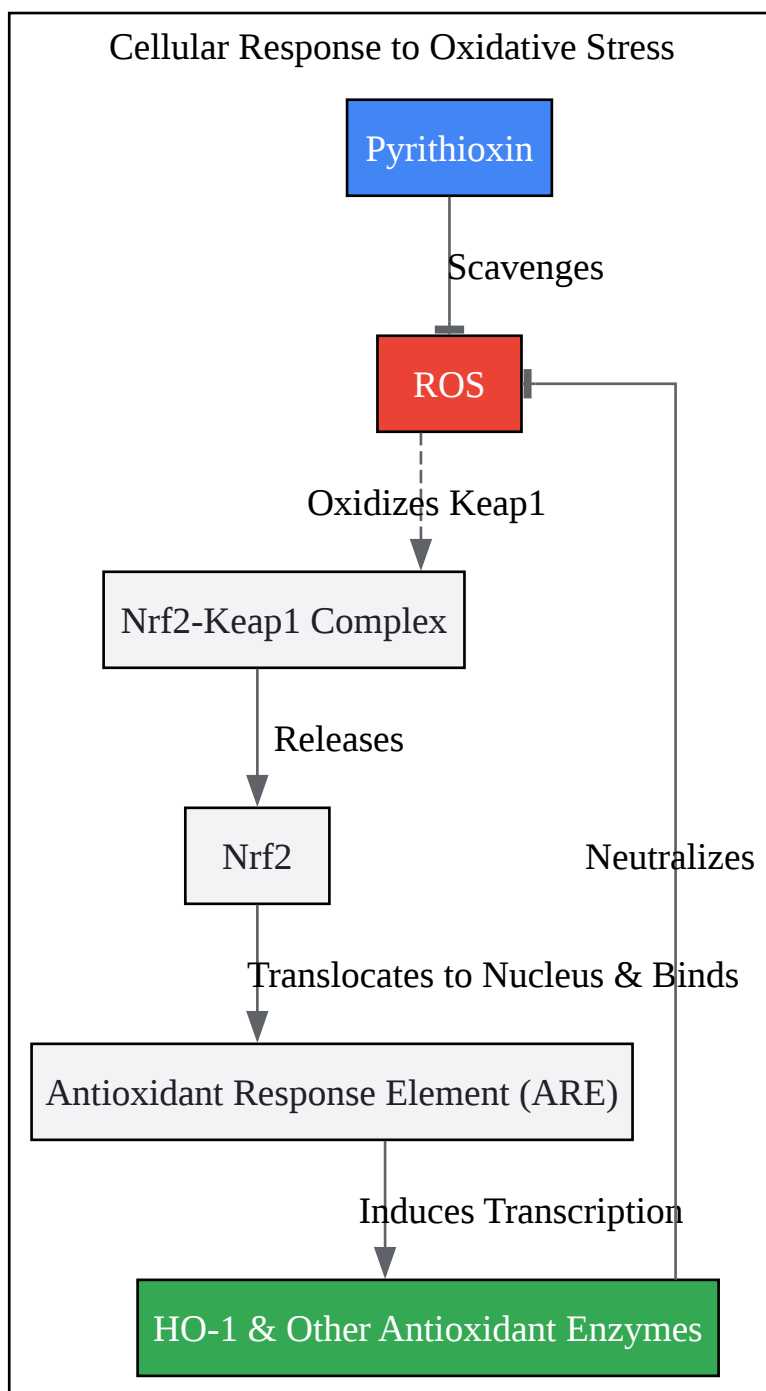 Cellular Response to Oxidative Stress
Pyrithioxin
Scavenges
ROS
Oxidizes Keap1
Nrf2-Keap1 Complex
Releases
Nrf2
Neutralizes
Translocates to Nucleus & Binds
Antioxidant Response Element (ARE)
Induces Transcription
HO-1 & Other Antioxidant Enzymes